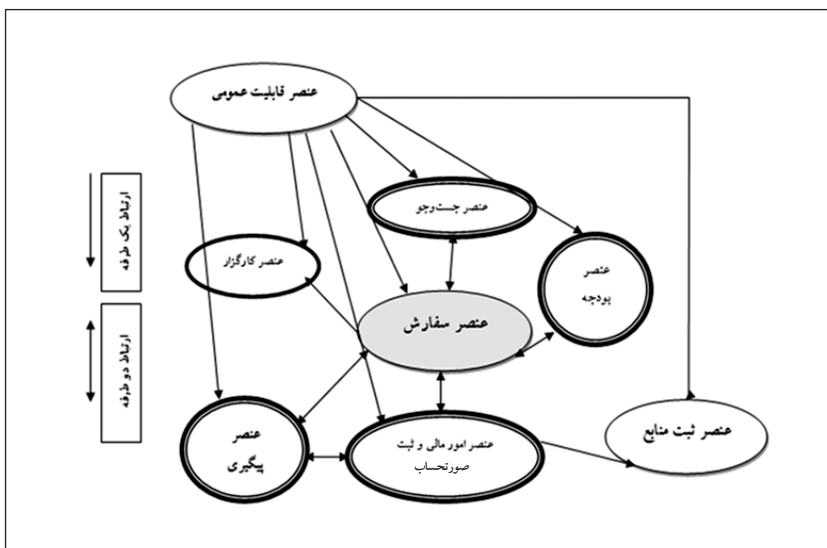 عنصر قابلیت عمومی
عنصر جست‌وجو
عنصر کارگزار
عنصر
بودجه
عنصر سفارش
عنصر ثبت منابع
عنصر
پیگیری
عنصر امور مالی و ثبت
صورتحساب
ارتباط یک طرفه
ارتباط دو طرفه